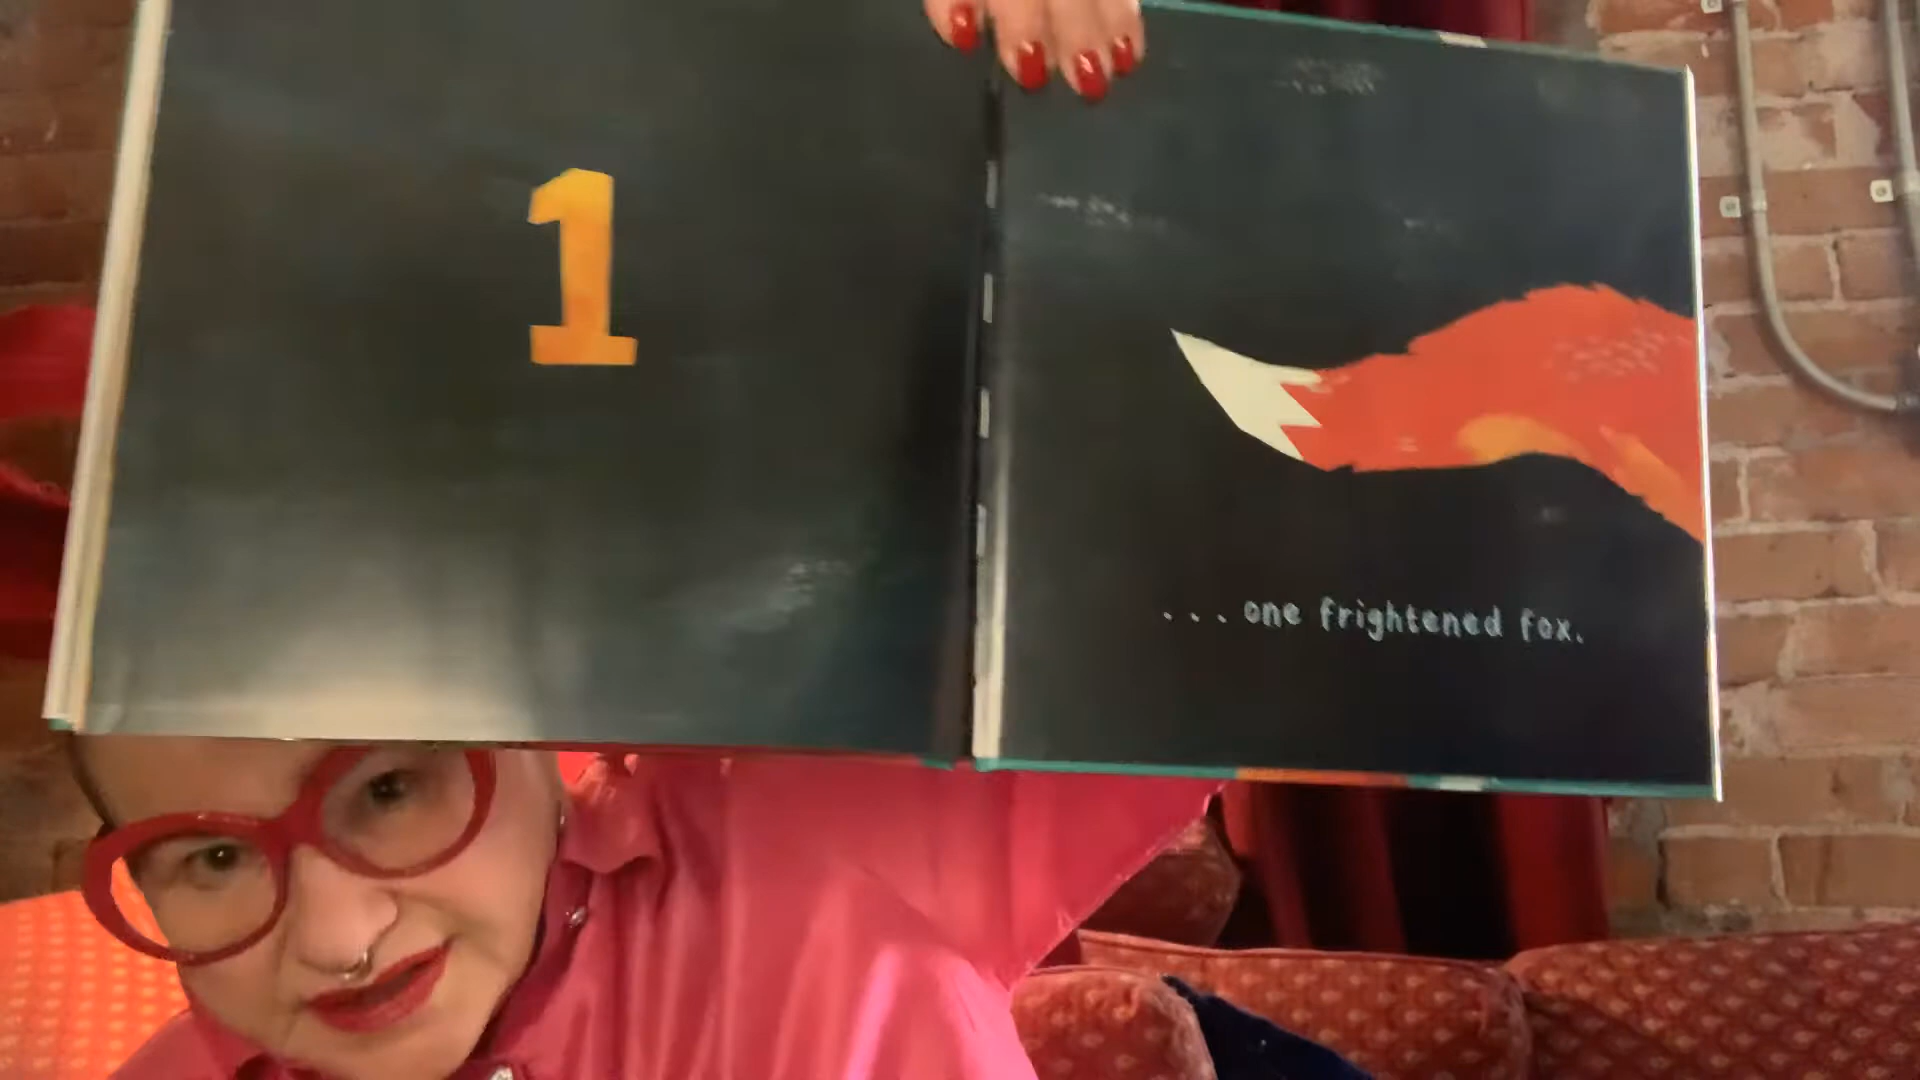 1
. . . one frightened fox.